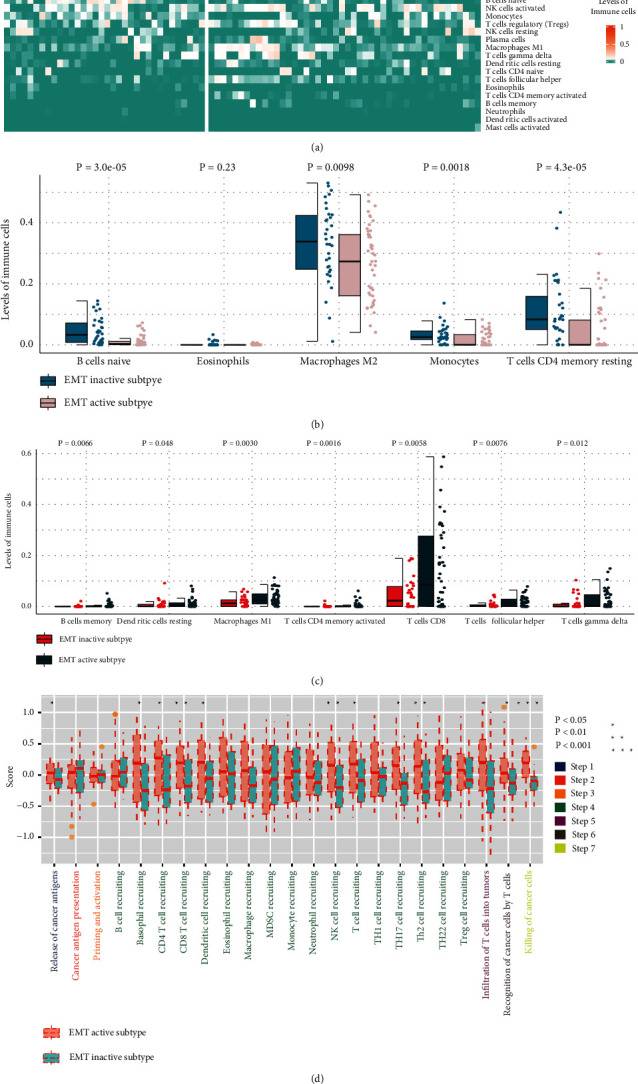 B cells naive
NK cells activated
Monocytes
T cells regulatory (Tregs)
NK cells resting
Plasma cells
Macrophages M1
T cells gamma delta
Dend ritic cells resting
T cells CD4 naive
T cells follicular helper
Eosinophils
T cells CD4 memory activated
B cells memory
Neutrophils
Dend ritic cells activated
Mast cells activated
Levels of
Immune cells
1
0.5
0
(a)
P = 3.0e-05 P = 0.23 P = 0.0098 P = 0.0018 P = 4.3e-05
Levels of immune cells
0.4
0.2
0.0
B cells naive Eosinophils Macrophages M2 Monocytes T cells CD4 memory resting
EMT inactive subtpye
EMT active subtpye
(b)
P = 0.0066 P = 0.048 P = 0.0030 P = 0.0016 P = 0.0058 P = 0.0076 P = 0.012
Levels of immune cells
0.6
0.4
0.2
0.0
B cells memory Dend ritic cells resting Macrophages M1 T cells CD4 memory activated T cells CD8 T cells follicular helper T cells gamma delta
EMT inactive subtpye
EMT active subtpye
(c)
Score
1.0
0.5
0.0
−0.5
−1.0
P < 0.05 *
P < 0.01 * *
P < 0.001 * * *
Step 1
Step 2
Step 3
Step 4
Step 5
Step 6
Step 7
Release of cancer antigens
Cancer antigen presentation
Priming and activation
B cell recruiting
Basophil recruiting
CD4 T cell recruiting
CD8 T cell recruiting
Dendritic cell recruiting
Eosinophil recruiting
Macrophage recruiting
MDSC recruiting
Monocyte recruiting
Neutrophil recruiting
NK cell recruiting
T cell recruiting
TH1 cell recruiting
TH17 cell recruiting
Th2 cell recruiting
TH22 cell recruiting
Treg cell recruiting
Infiltration of T cells into tumors
Recognition of cancer cells by T cells
Killing of cancer cells
EMT active subtype
EMT inactive subtype
(d)